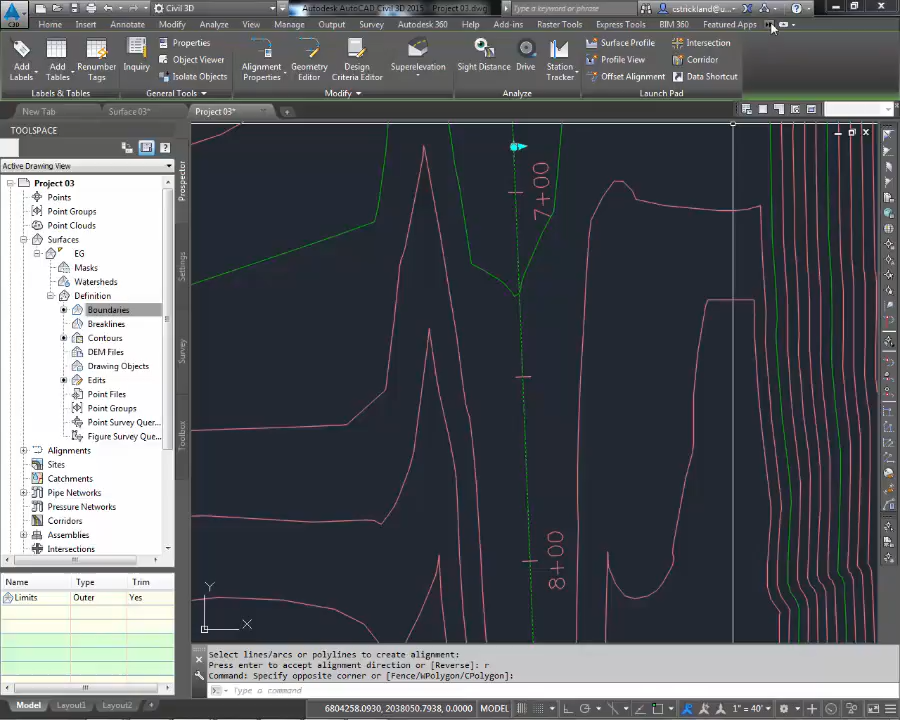 Civil 3D
Autodesk AutoCAD Civil 3D 2015 Project 03.dwg
Type a keyword or phrase
cstrickland
C3D
Home Insert Annotate Modify Analyze View Manage Output Survey Autodesk 360 Help Add-ins Raster Tools Express Tools BIM 360 Featured Apps
Add Labels
Add Tables
Renumber Tags
Inquiry
Properties
Object Viewer
Isolate Objects
Alignment Properties
Geometry Editor
Design Criteria Editor
Superelevation
Sight Distance
Drive
Station Tracker
Surface Profile
Profile View
Offset Alignment
Intersection
Corridor
Data Shortcut
Labels & Tables
General Tools
Modify
Analyze
Launch Pad
New Tab
Surface 03*
Project 03*
TOOLSPACE
Active Drawing View
Project 03
Points
Point Groups
Point Clouds
Surfaces
EG
Masks
Watersheds
Definition
Boundaries
Breaklines
Contours
DEM Files
Drawing Objects
Edits
Point Files
Point Groups
Point Survey Quer...
Figure Survey Que...
Alignments
Sites
Catchments
Pipe Networks
Pressure Networks
Corridors
Assemblies
Intersections
Prospector
Settings
Survey
Toolbox
Name Type Trim
Limits Outer Yes
7+00
8+00
Y
X
Select lines/arcs or polylines to create alignment:
Press enter to accept alignment direction or [Reverse]: r
Command: Specify opposite corner or [Fence/WPolygon/CPolygon]:
Type a command
Model Layout1 Layout2
6804258.0930, 2038050.7938, 0.0000 MODEL
1" = 40'